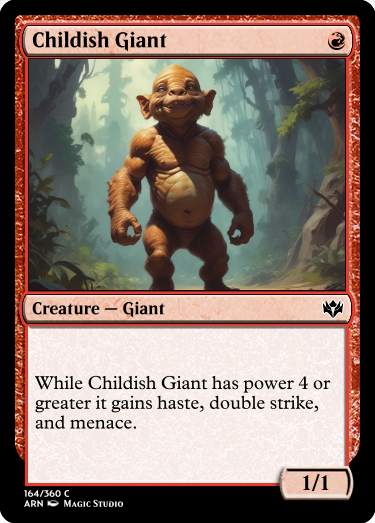 Childish Giant
Creature — Giant
While Childish Giant has power 4 or
greater it gains haste, double strike,
and menace.
1/1
164/360 C
ARN Magic Studio